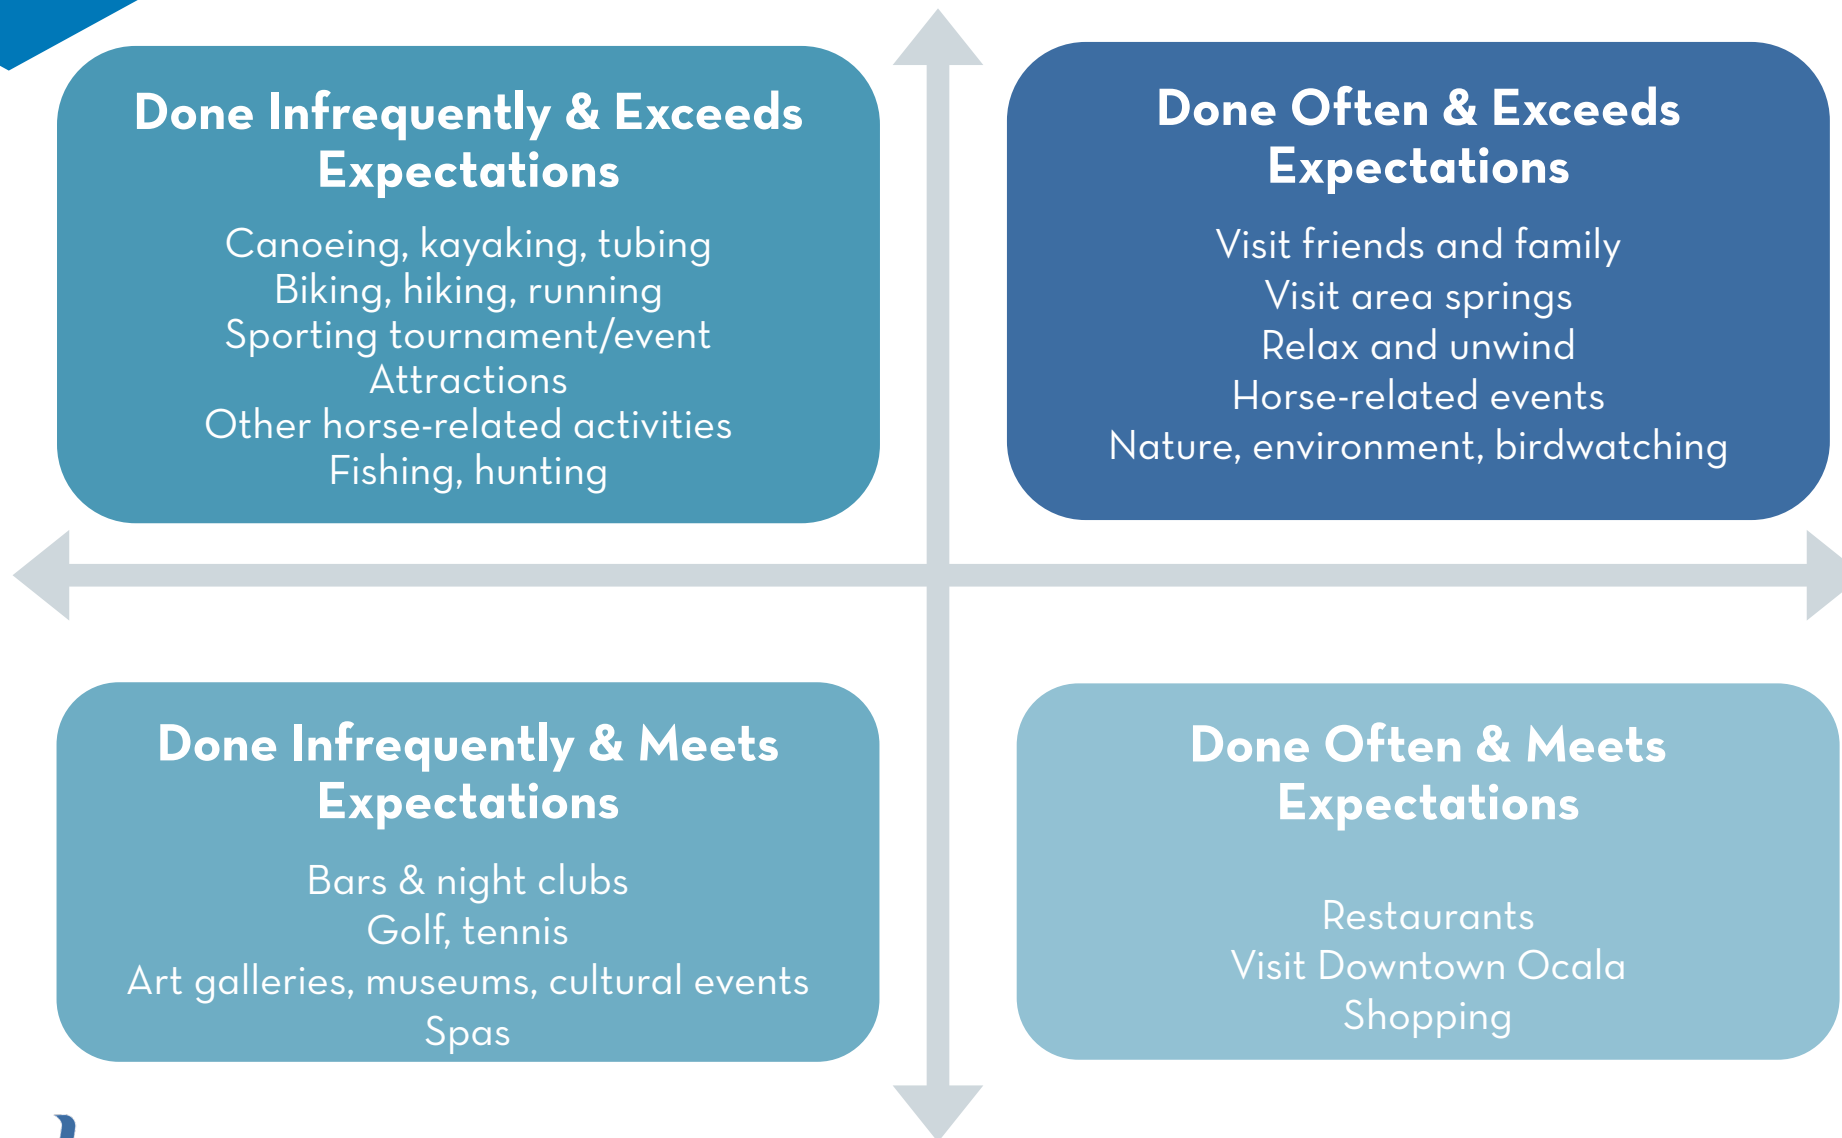 Done Infrequently & Exceeds
Expectations
Canoeing, kayaking, tubing
Biking, hiking, running
Sporting tournament/event
Attractions
Other horse-related activities
Fishing, hunting
Done Often & Exceeds
Expectations
Visit friends and family
Visit area springs
Relax and unwind
Horse-related events
Nature, environment, birdwatching
Done Infrequently & Meets
Expectations
Bars & night clubs
Golf, tennis
Art galleries, museums, cultural events
Spas
Done Often & Meets
Expectations
Restaurants
Visit Downtown Ocala
Shopping